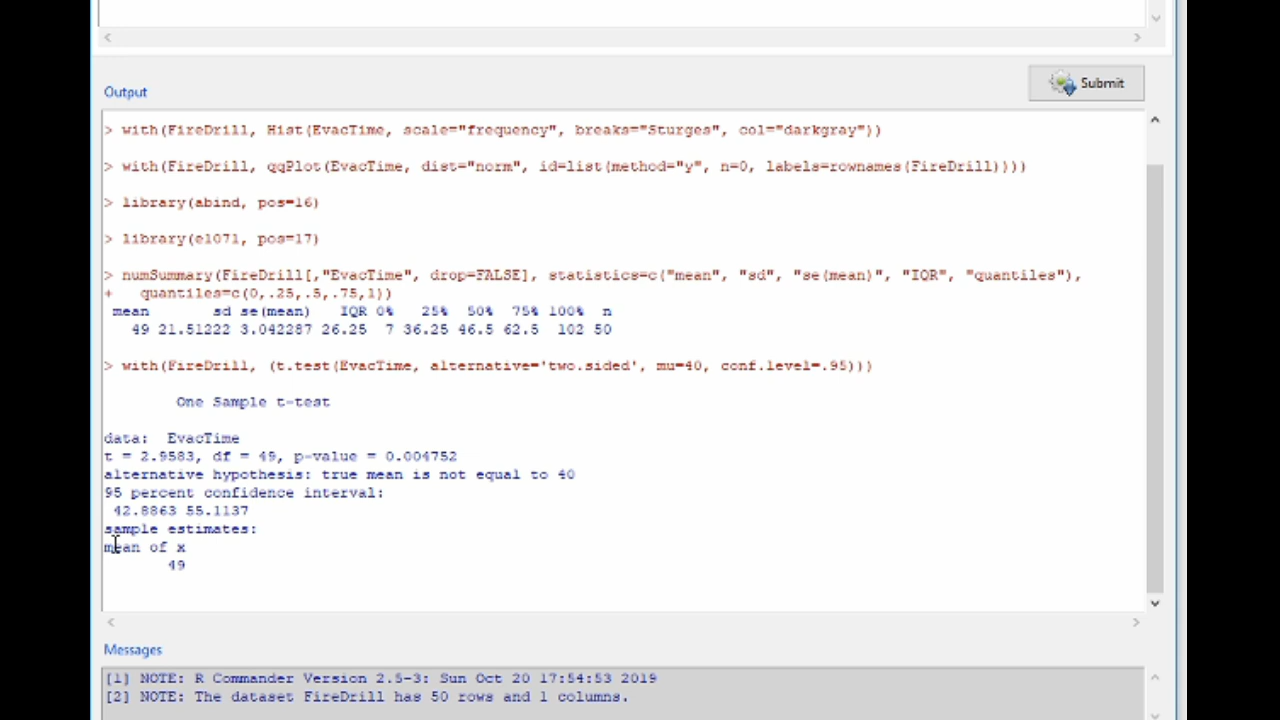 Submit
Output
> with(FireDrill, Hist(EvacTime, scale="frequency", breaks="Sturges", col="darkgray"))
> with(FireDrill, qqPlot(EvacTime, dist="norm", id=list(method="y", n=0, labels=rownames(FireDrill))))
> library(abind, pos=16)
> library(e1071, pos=17)
> numSummary(FireDrill[,"EvacTime", drop=FALSE], statistics=c("mean", "sd", "se(mean)", "IQR", "quantiles"),
+ quantiles=c(0,.25,.5,.75,1))
mean sd se(mean) IQR 0% 25% 50% 75% 100% n
49 21.51222 3.042287 26.25 7 36.25 46.5 62.5 102 50
> with(FireDrill, (t.test(EvacTime, alternative='two.sided', mu=40, conf.level=.95)))
One Sample t-test
data: EvacTime
t = 2.9583, df = 49, p-value = 0.004752
alternative hypothesis: true mean is not equal to 40
95 percent confidence interval:
42.8863 55.1137
sample estimates:
mean of x
49
Messages
[1] NOTE: R Commander Version 2.5-3: Sun Oct 20 17:54:53 2019
[2] NOTE: The dataset FireDrill has 50 rows and 1 columns.